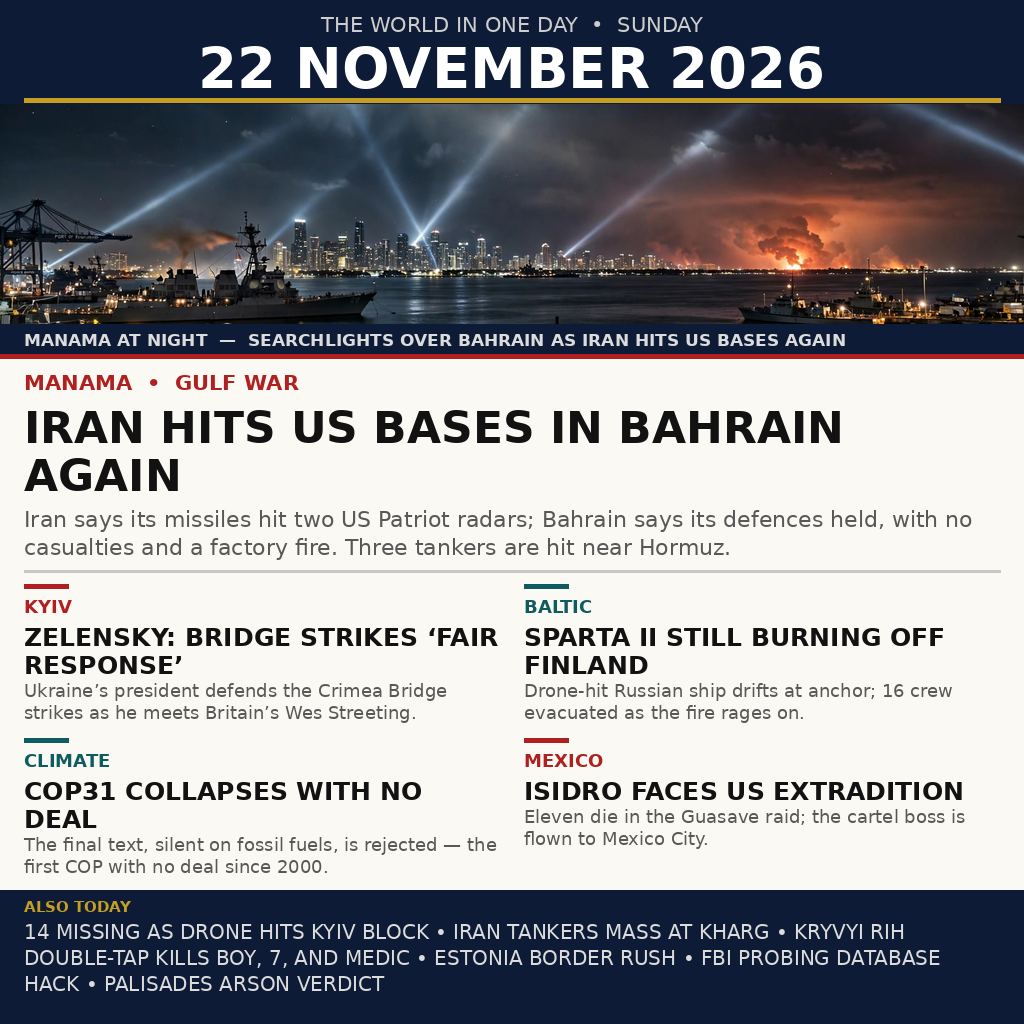 THE WORLD IN ONE DAY • SUNDAY
22 NOVEMBER 2026
MANAMA AT NIGHT — SEARCHLIGHTS OVER BAHRAIN AS IRAN HITS US BASES AGAIN
MANAMA • GULF WAR
IRAN HITS US BASES IN BAHRAIN
AGAIN
Iran says its missiles hit two US Patriot radars; Bahrain says its defences held, with no
casualties and a factory fire. Three tankers are hit near Hormuz.
KYIV
ZELENSKY: BRIDGE STRIKES ‘FAIR
RESPONSE’
Ukraine’s president defends the Crimea Bridge
strikes as he meets Britain’s Wes Streeting.
BALTIC
SPARTA II STILL BURNING OFF
FINLAND
Drone-hit Russian ship drifts at anchor; 16 crew
evacuated as the fire rages on.
CLIMATE
COP31 COLLAPSES WITH NO
DEAL
The final text, silent on fossil fuels, is rejected — the
first COP with no deal since 2000.
MEXICO
ISIDRO FACES US EXTRADITION
Eleven die in the Guasave raid; the cartel boss is
flown to Mexico City.
ALSO TODAY
14 MISSING AS DRONE HITS KYIV BLOCK • IRAN TANKERS MASS AT KHARG • KRYVYI RIH
DOUBLE-TAP KILLS BOY, 7, AND MEDIC • ESTONIA BORDER RUSH • FBI PROBING DATABASE
HACK • PALISADES ARSON VERDICT